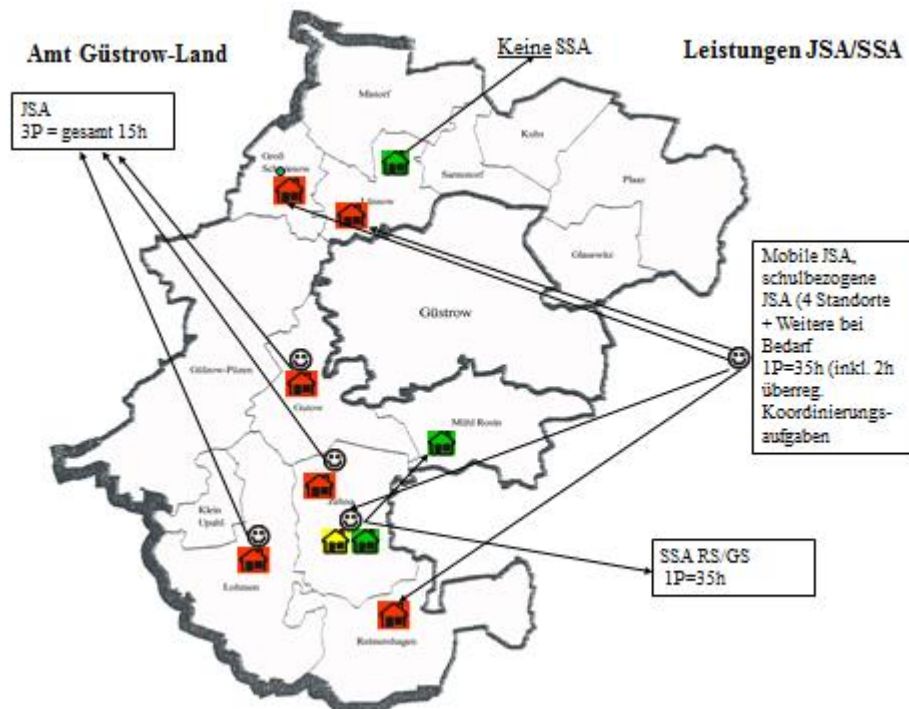 Amt Güstrow-Land
Keine SSA
Leistungen JSA/SSA
JSA
3P = gesamt 15h
Mistorf
Kuhs
Groß
Sarmstorf
Plaaz
Glasewitz
Güstrow
Mobile JSA,
schulbezogene
JSA (4 Standorte
+ Weitere bei
Bedarf
1P=35h (inkl. 2h
überreg.
Koordinierungs-
aufgaben
Gülzow-Prüzen
Gutow
Mühl Rosin
Zehna
Klein
Upahl
Lohmen
SSA RS/GS
1P=35h
Reimershagen